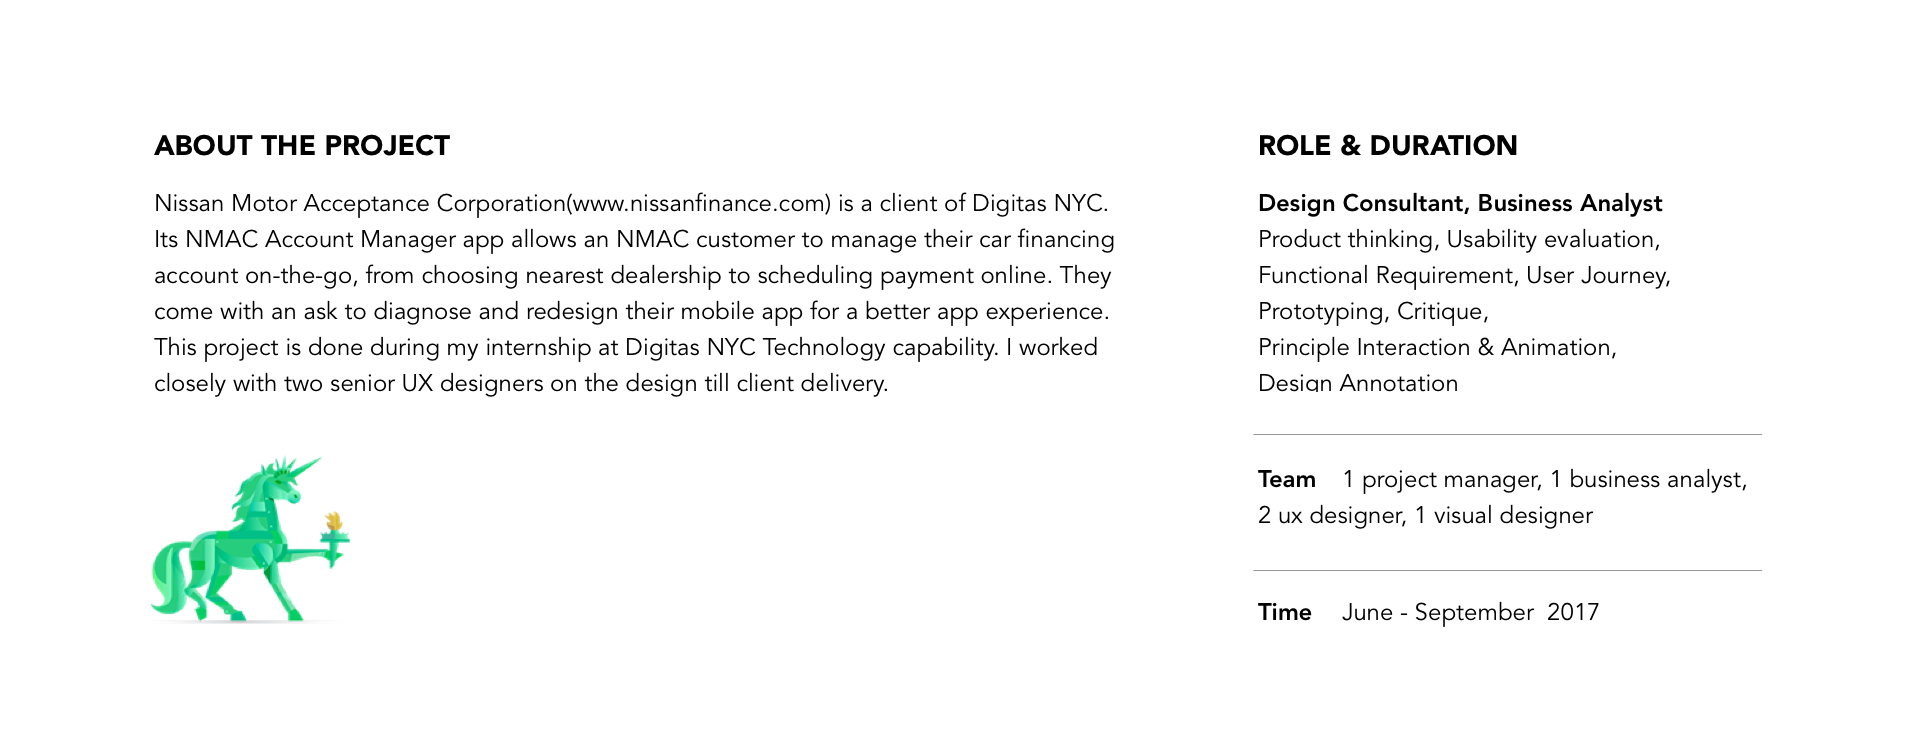 ABOUT THE PROJECT
Nissan Motor Acceptance Corporation(www.nissanfinance.com) is a client of Digitas NYC.
Its NMAC Account Manager app allows an NMAC customer to manage their car financing
account on-the-go, from choosing nearest dealership to scheduling payment online. They
come with an ask to diagnose and redesign their mobile app for a better app experience.
This project is done during my internship at Digitas NYC Technology capability. I worked
closely with two senior UX designers on the design till client delivery.
ROLE & DURATION
Design Consultant, Business Analyst
Product thinking, Usability evaluation,
Functional Requirement, User Journey,
Prototyping, Critique,
Principle Interaction & Animation,
Design Annotation
Team 1 project manager, 1 business analyst,
2 ux designer, 1 visual designer
Time June - September 2017